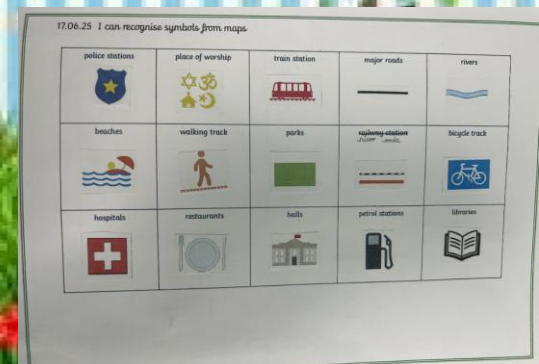 17.06.25 I can recognise symbols from maps
police stations
place of worship
train station
major roads
rivers
beaches
walking track
parks
railway station
bicycle track
hospitals
restaurants
halls
petrol stations
libraries